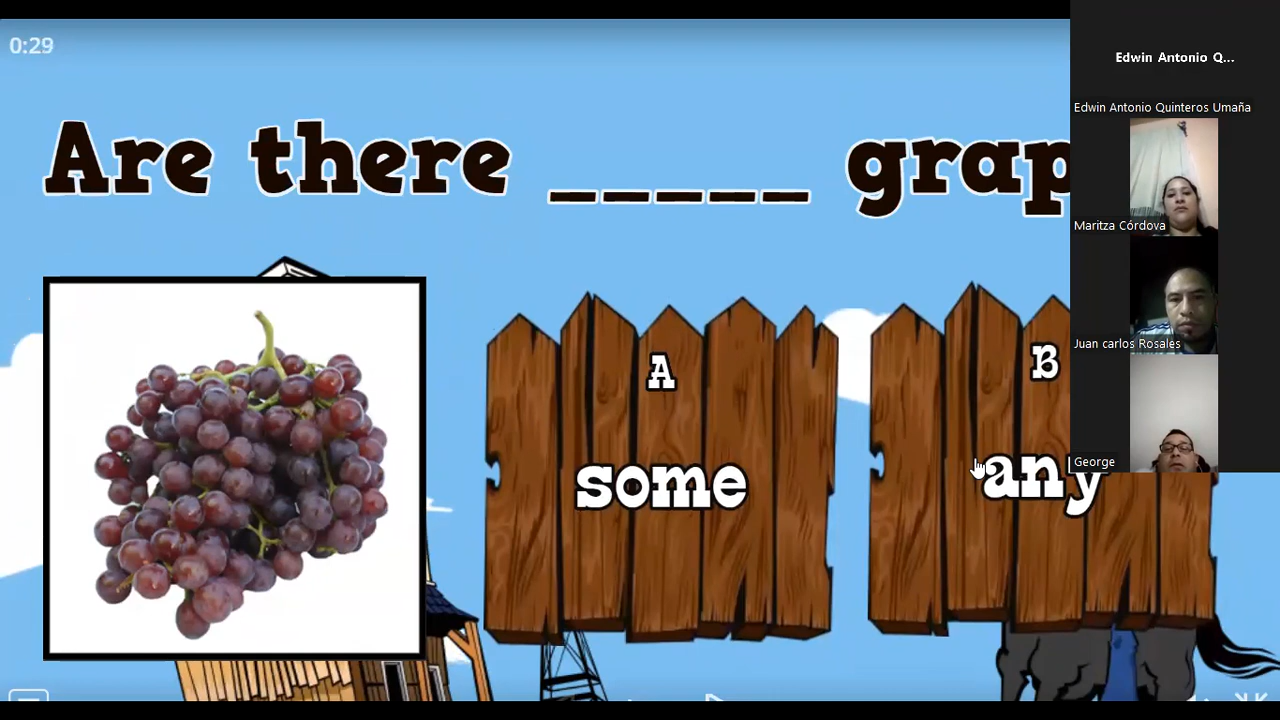 0:29
Edwin Antonio Q...
Edwin Antonio Quinteros Umaña
Are there _____ grap
Maritza Córdova
Juan carlos Rosales
A
B
some
any
George